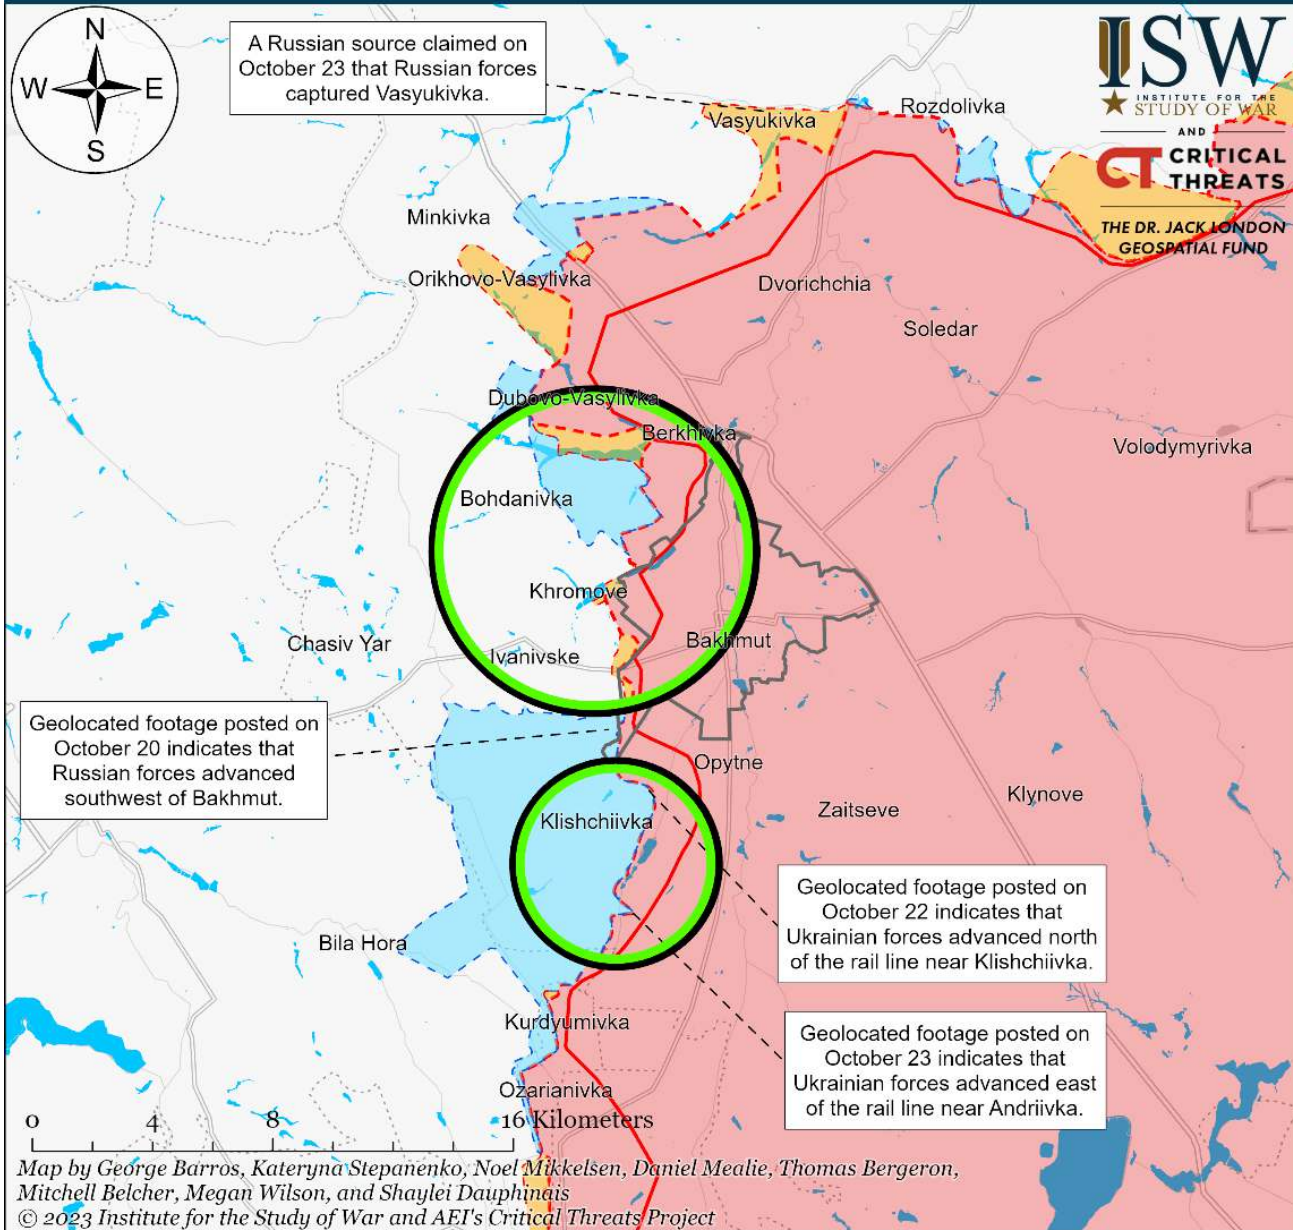 N
W
E
S
A Russian source claimed on
October 23 that Russian forces
captured Vasyukivka.
ISW
INSTITUTE FOR THE
STUDY OF WAR
AND
CT CRITICAL
THREATS
THE DR. JACK LONDON
GEOSPATIAL FUND
Rozdolivka
Vasyukivka
Minkivka
Orikhovo-Vasylivka
Dvorichchia
Soledar
Dubovo-Vasylivka
Berkhivka
Volodymyrivka
Bohdanivka
Khromove
Chasiv Yar
Ivanivske
Bakhmut
Geolocated footage posted on
October 20 indicates that
Russian forces advanced
southwest of Bakhmut.
Opytne
Klishchiivka
Zaitseve
Klynove
Geolocated footage posted on
October 22 indicates that
Ukrainian forces advanced north
of the rail line near Klishchiivka.
Bila Hora
Kurdyumivka
Geolocated footage posted on
October 23 indicates that
Ukrainian forces advanced east
of the rail line near Andriivka.
Ozarianivka
0 4 8 16 Kilometers
Map by George Barros, Kateryna Stepanenko, Noel Mikkelsen, Daniel Mealie, Thomas Bergeron,
Mitchell Belcher, Megan Wilson, and Shaylei Dauphinais
© 2023 Institute for the Study of War and AEI's Critical Threats Project